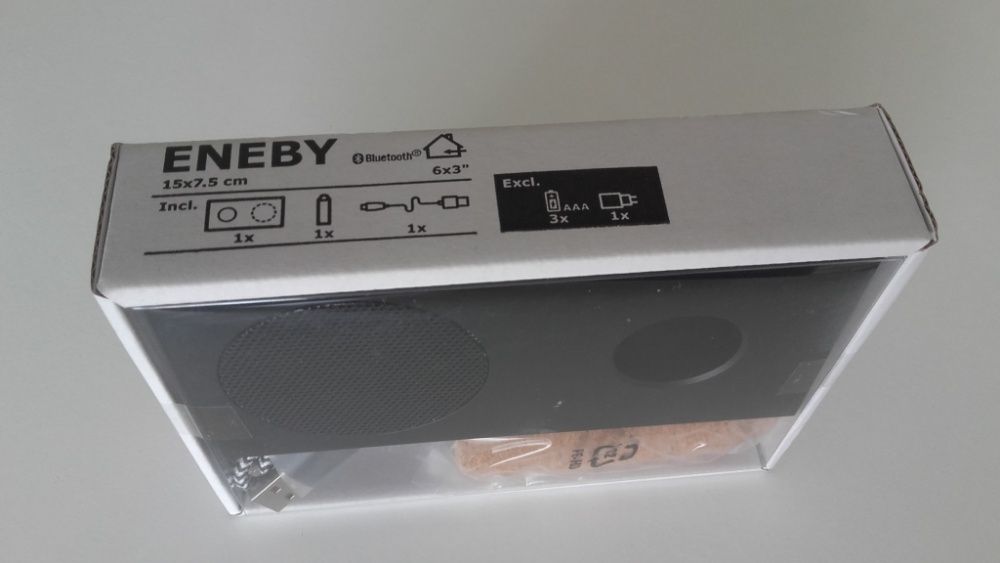 ENEBY
Bluetooth®
15x7.5 cm
6x3"
Incl.
1x
1x
1x
Excl.
AAA
3x
1x